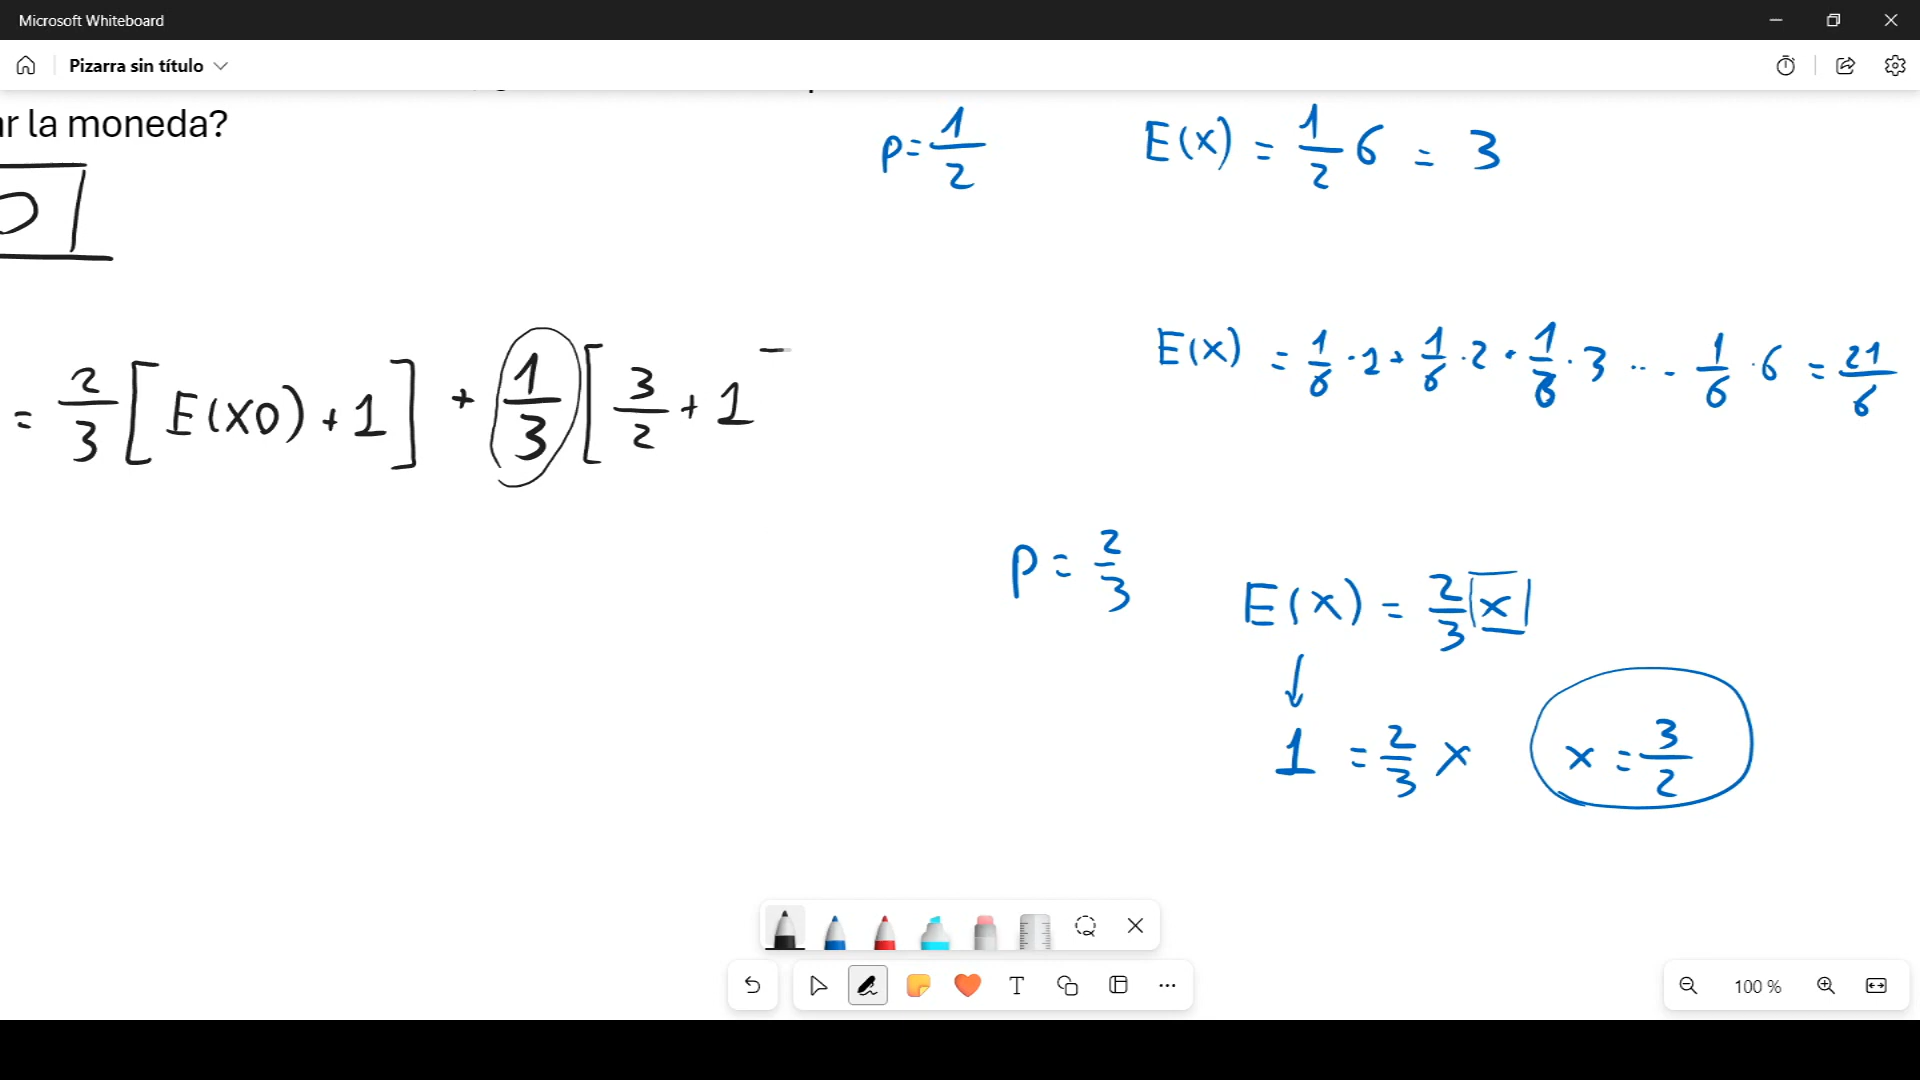 Microsoft Whiteboard
Pizarra sin título
ar la moneda?
p = 1/2
E(x) = 1/2 6 = 3
E(x) = 1/6 · 1 + 1/6 · 2 + 1/6 · 3 ... 1/6 · 6 = 21/6
= 2/3 [E(XO) + 1] + 1/3 [3/2 + 1
p = 2/3
E(x) = 2/3 x
↓
1 = 2/3 x
x = 3/2
100 %